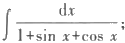 ∫ dx / (1+sin x+cos x);